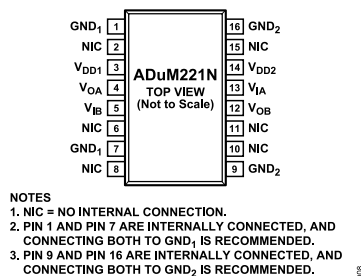 GND₁ 1 16 GND₂
NIC 2 15 NIC
VDD1 3 14 VDD2
VOA 4 13 VIA
VIB 5 12 VOB
NIC 6 11 NIC
GND₁ 7 10 NIC
NIC 8 9 GND₂
ADuM221N
TOP VIEW
(Not to Scale)
NOTES
1. NIC = NO INTERNAL CONNECTION.
2. PIN 1 AND PIN 7 ARE INTERNALLY CONNECTED, AND
CONNECTING BOTH TO GND₁ IS RECOMMENDED.
3. PIN 9 AND PIN 16 ARE INTERNALLY CONNECTED, AND
CONNECTING BOTH TO GND₂ IS RECOMMENDED.